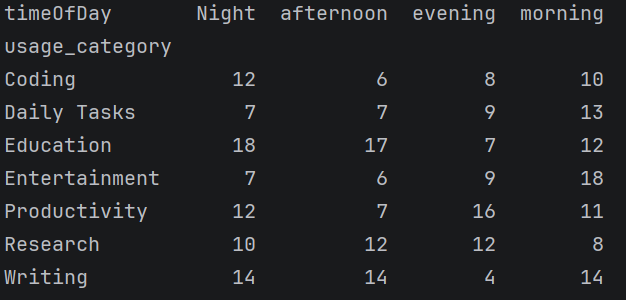 timeOfDay Night afternoon evening morning
usage_category
Coding 12 6 8 10
Daily Tasks 7 7 9 13
Education 18 17 7 12
Entertainment 7 6 9 18
Productivity 12 7 16 11
Research 10 12 12 8
Writing 14 14 4 14